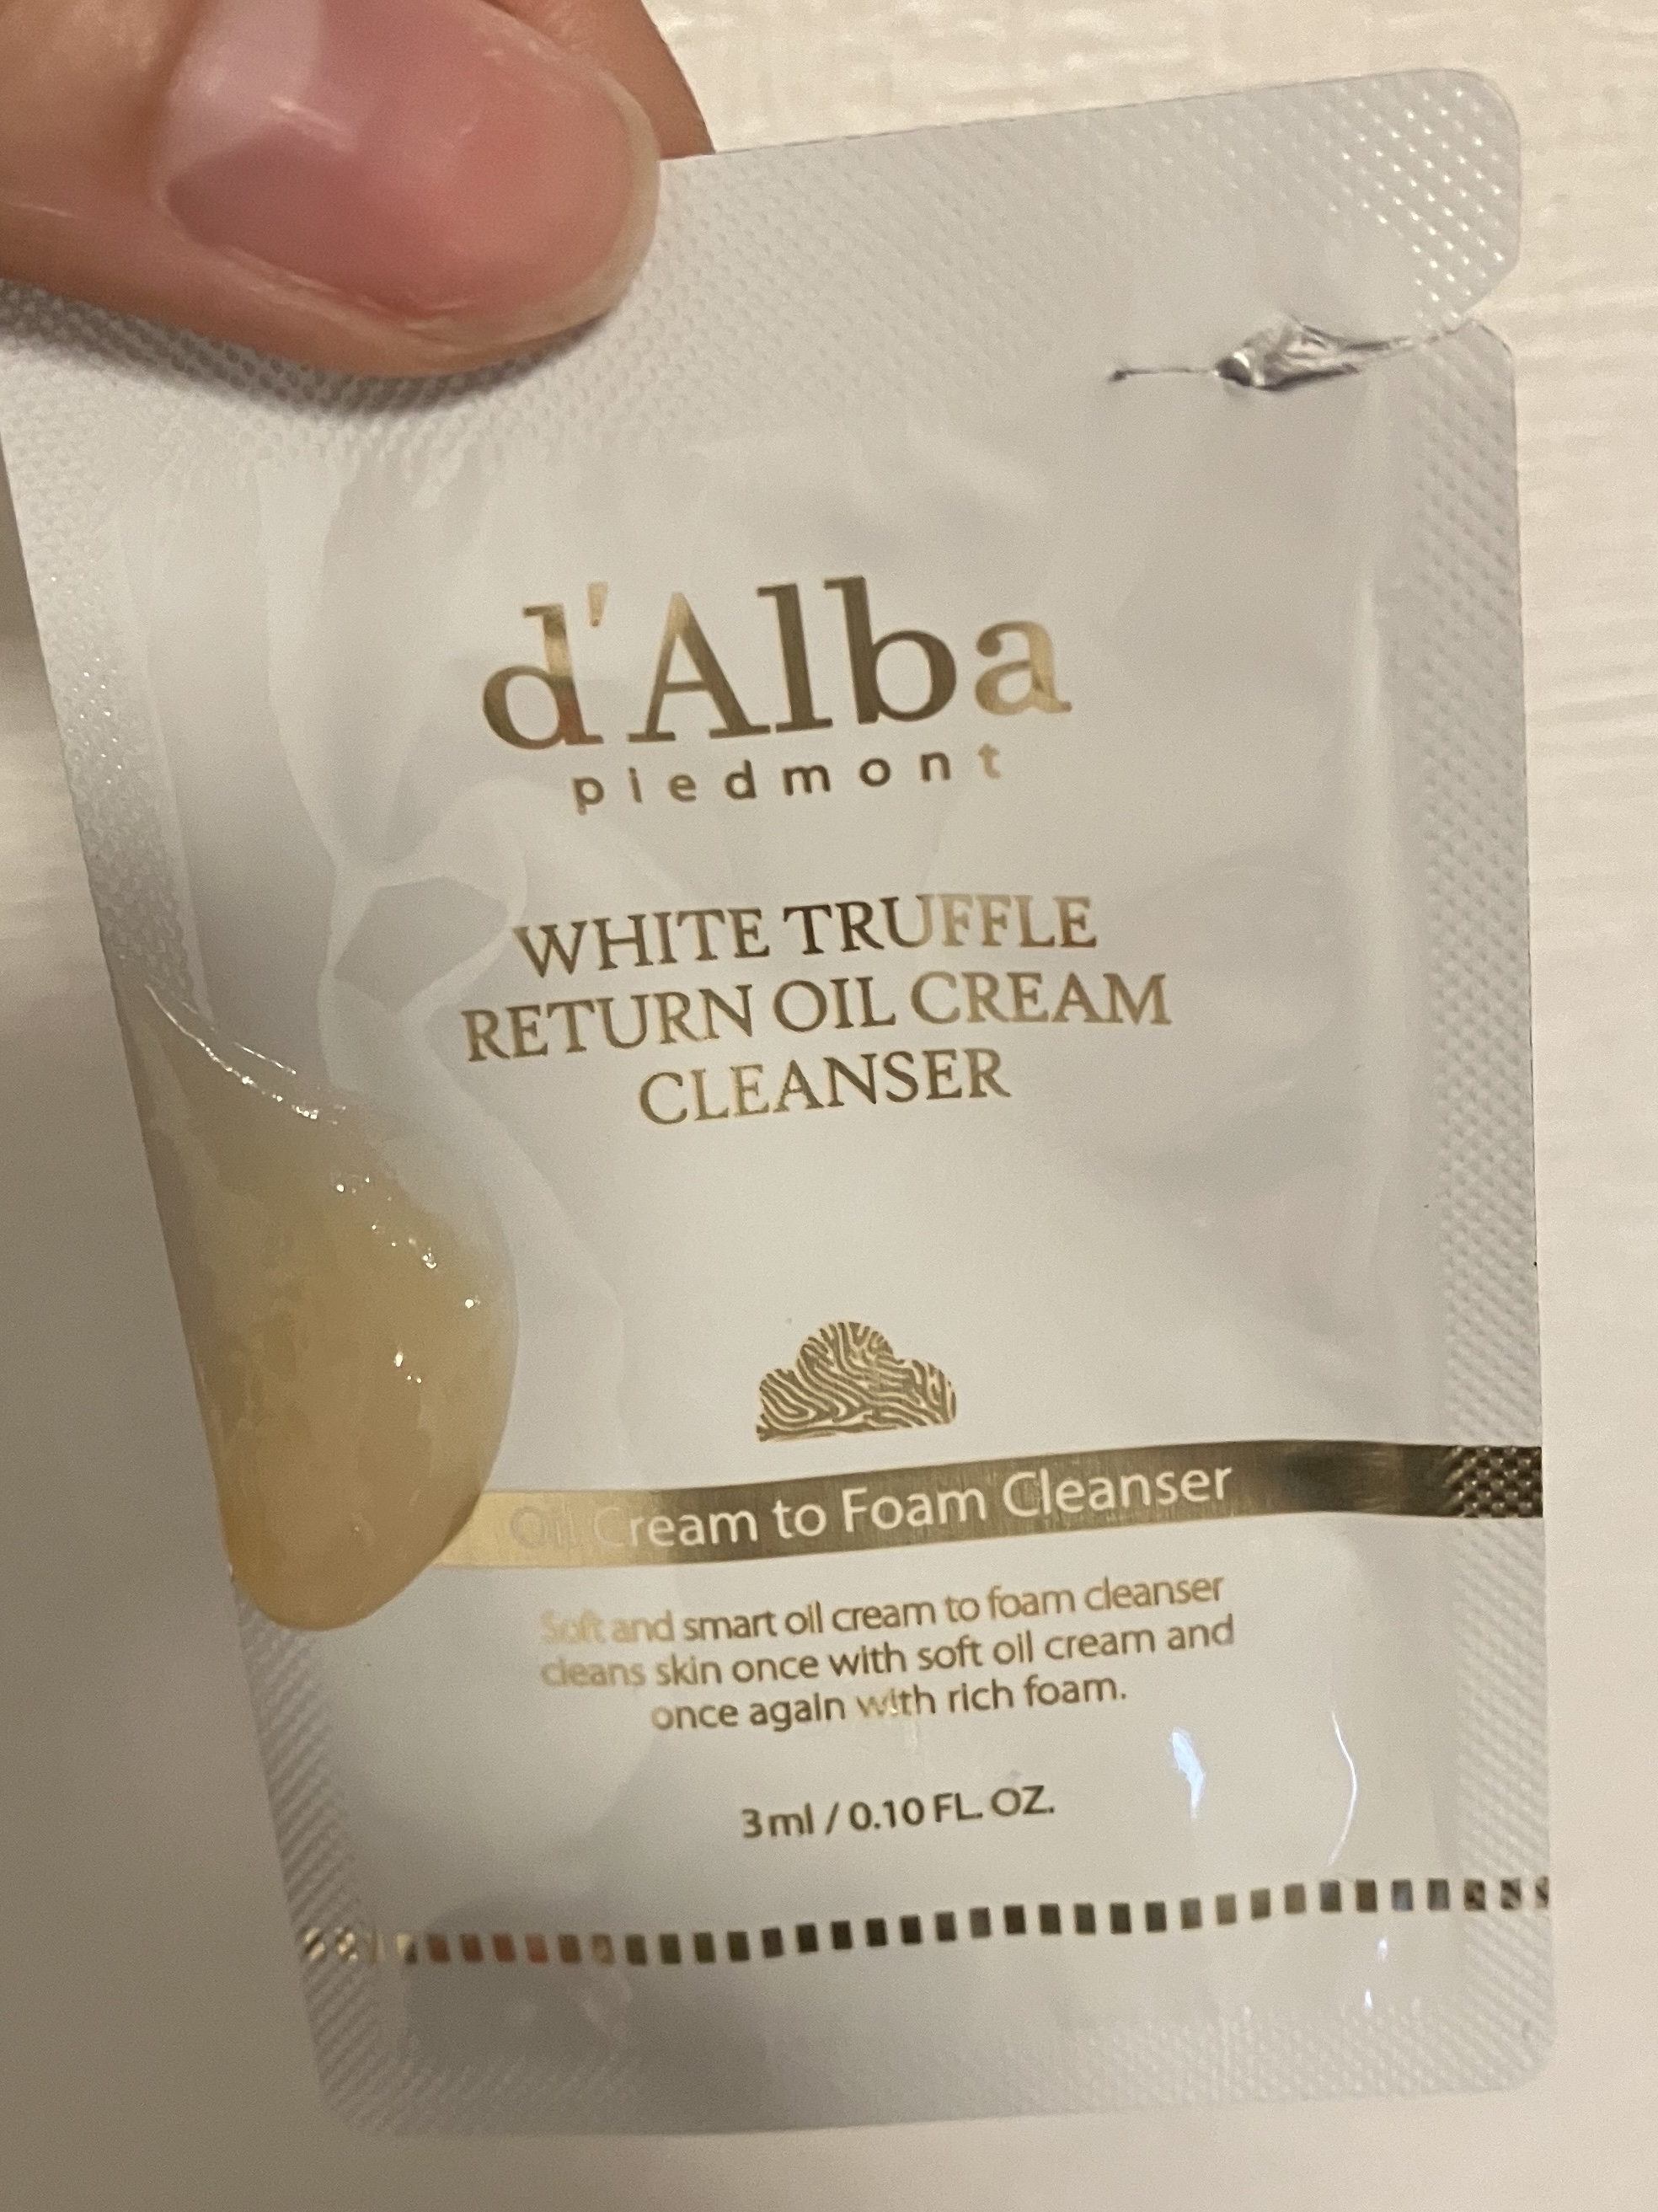 d'Alba
piedmont
WHITE TRUFFLE
RETURN OIL CREAM
CLEANSER
Oil Cream to Foam Cleanser
Soft and smart oil cream to foam cleanser
cleans skin once with soft oil cream and
once again with rich foam.
3ml / 0.10 FL. OZ.